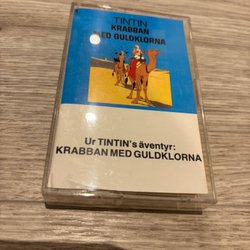 TINTIN
KRABBAN
MED GULDKLORNA
Ur TINTIN's äventyr:
KRABBAN MED GULDKLORNA